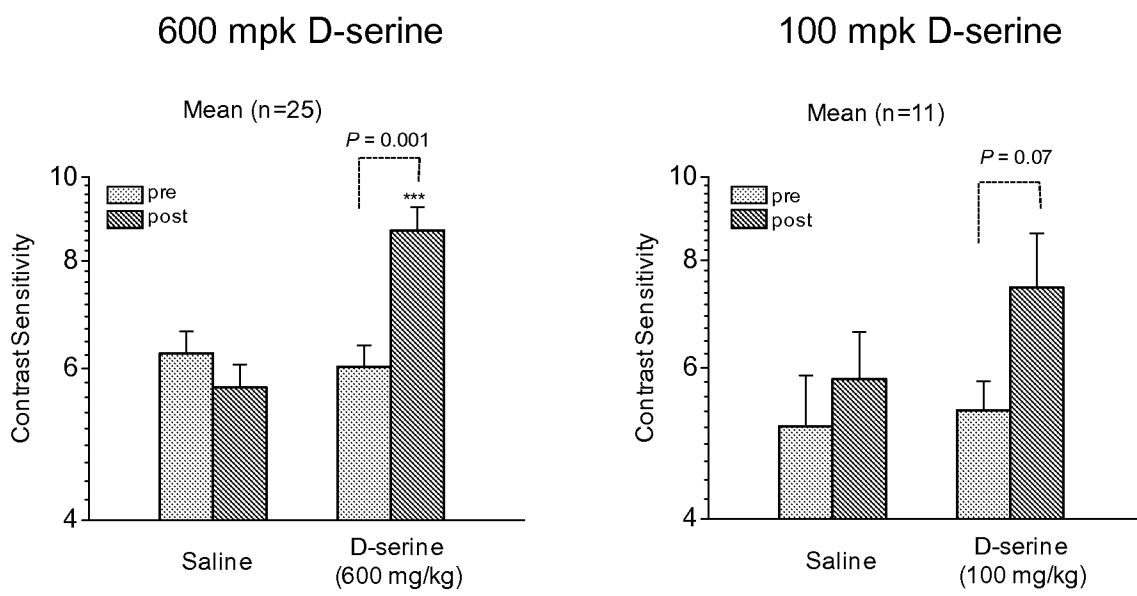 600 mpk D-serine
Mean (n=25)
P = 0.001
***
10
8
6
4
pre
post
Contrast Sensitivity
Saline
D-serine
(600 mg/kg)
100 mpk D-serine
Mean (n=11)
P = 0.07
10
8
6
4
pre
post
Contrast Sensitivity
Saline
D-serine
(100 mg/kg)